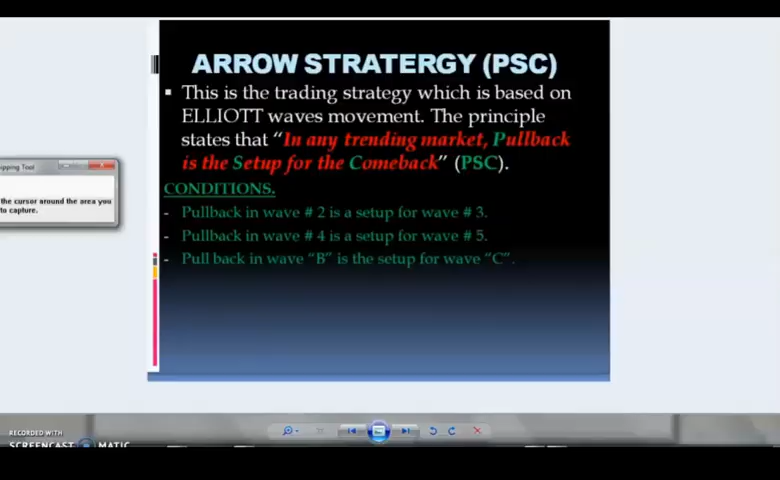 ARROW STRATERGY (PSC)
▪ This is the trading strategy which is based on
ELLIOTT waves movement. The principle
states that “In any trending market, Pullback
is the Setup for the Comeback” (PSC).
CONDITIONS.
- Pullback in wave # 2 is a setup for wave # 3.
- Pullback in wave # 4 is a setup for wave # 5.
- Pull back in wave “B” is the setup for wave “C”.
ipping Tool
the cursor around the area you
to capture.
RECORDED WITH
SCREENCAST MATIC